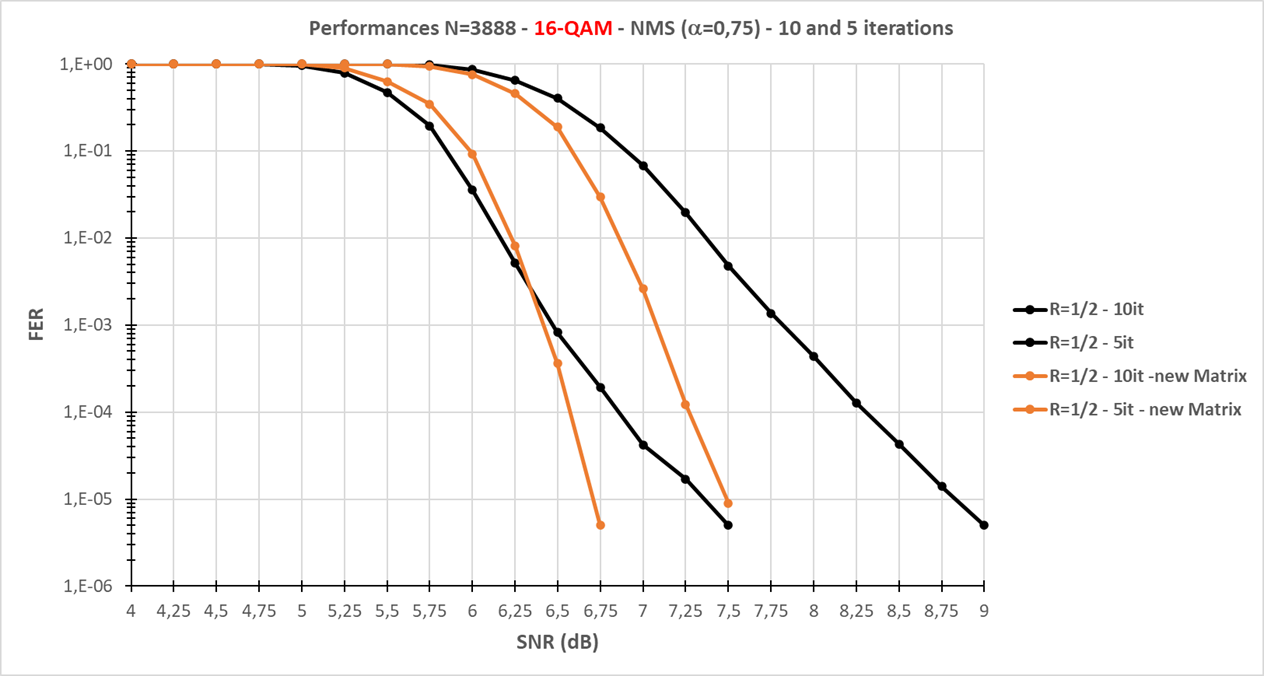 Performances N=3888 - 16-QAM - NMS (α=0,75) - 10 and 5 iterations
1,E+00
1,E-01
1,E-02
1,E-03
1,E-04
1,E-05
1,E-06
FER
4 4,25 4,5 4,75 5 5,25 5,5 5,75 6 6,25 6,5 6,75 7 7,25 7,5 7,75 8 8,25 8,5 8,75 9
SNR (dB)
R=1/2 - 10it
R=1/2 - 5it
R=1/2 - 10it -new Matrix
R=1/2 - 5it - new Matrix